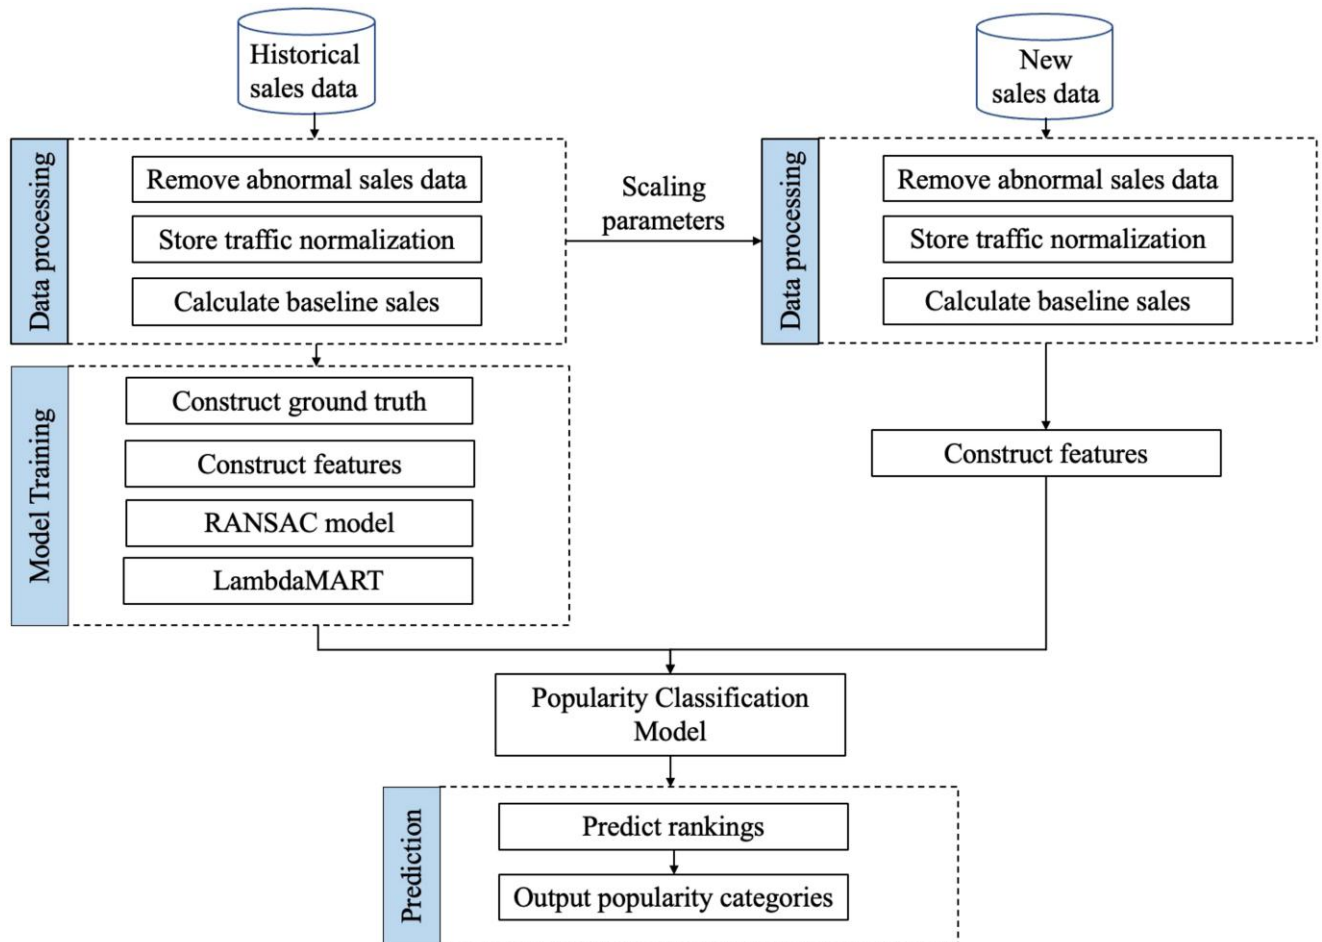 Historical
sales data
New
sales data
Data processing
Remove abnormal sales data
Store traffic normalization
Calculate baseline sales
Scaling
parameters
Data processing
Remove abnormal sales data
Store traffic normalization
Calculate baseline sales
Model Training
Construct ground truth
Construct features
RANSAC model
LambdaMART
Construct features
Popularity Classification
Model
Prediction
Predict rankings
Output popularity categories